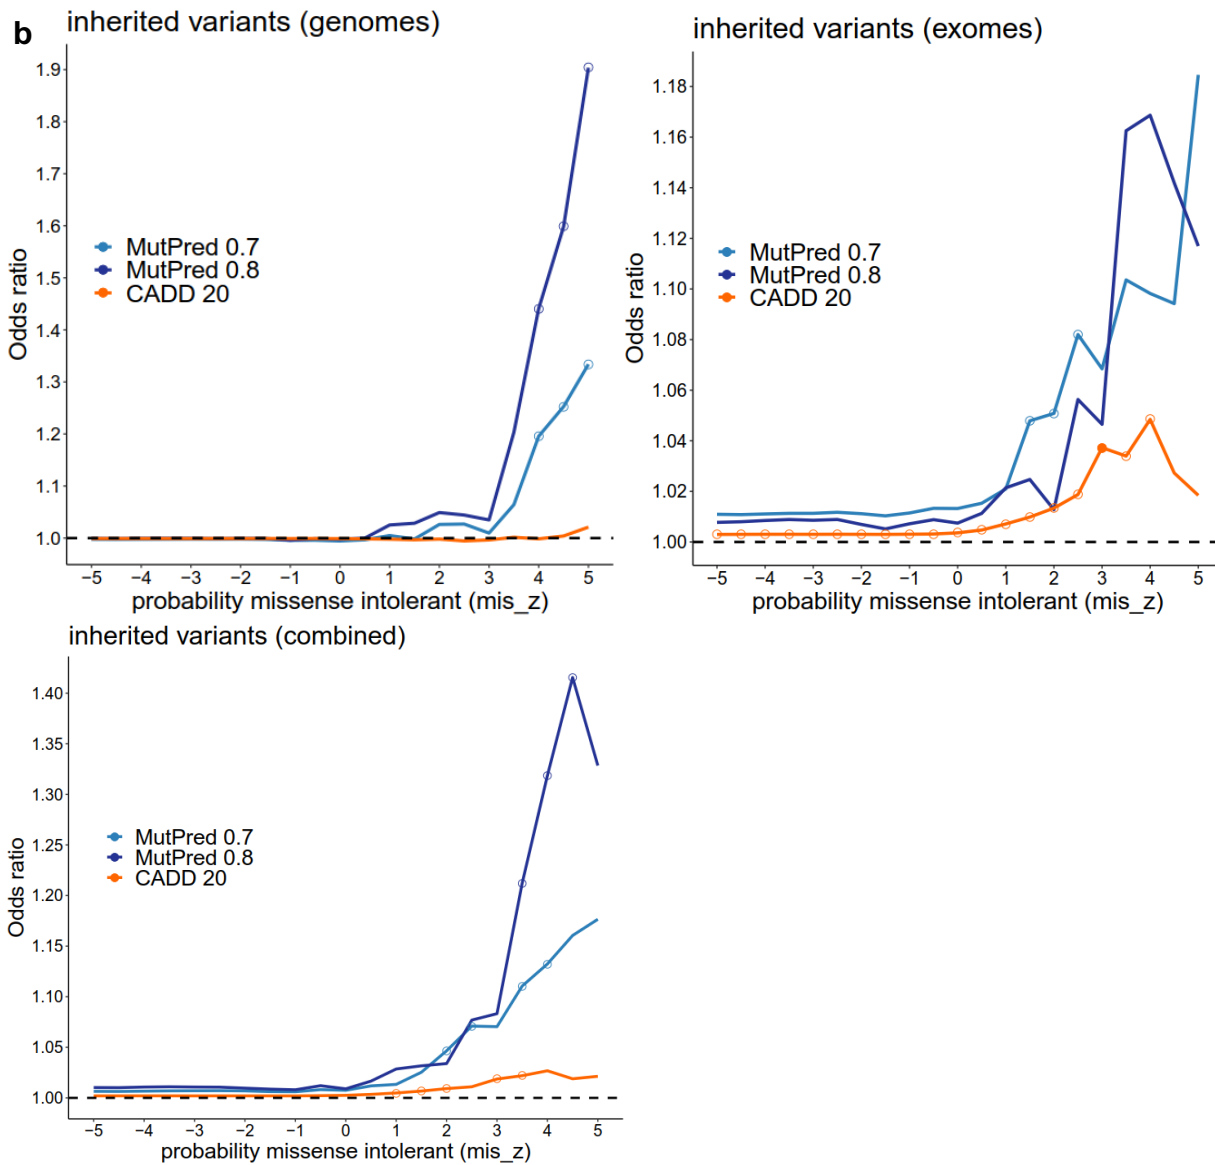 b
inherited variants (genomes)
1.9
1.8
1.7
1.6
1.5
1.4
1.3
1.2
1.1
1.0
Odds ratio
MutPred 0.7
MutPred 0.8
CADD 20
−5 −4 −3 −2 −1 0 1 2 3 4 5
probability missense intolerant (mis_z)
inherited variants (exomes)
1.18
1.16
1.14
1.12
1.10
1.08
1.06
1.04
1.02
1.00
Odds ratio
MutPred 0.7
MutPred 0.8
CADD 20
−5 −4 −3 −2 −1 0 1 2 3 4 5
probability missense intolerant (mis_z)
inherited variants (combined)
1.40
1.35
1.30
1.25
1.20
1.15
1.10
1.05
1.00
Odds ratio
MutPred 0.7
MutPred 0.8
CADD 20
−5 −4 −3 −2 −1 0 1 2 3 4 5
probability missense intolerant (mis_z)